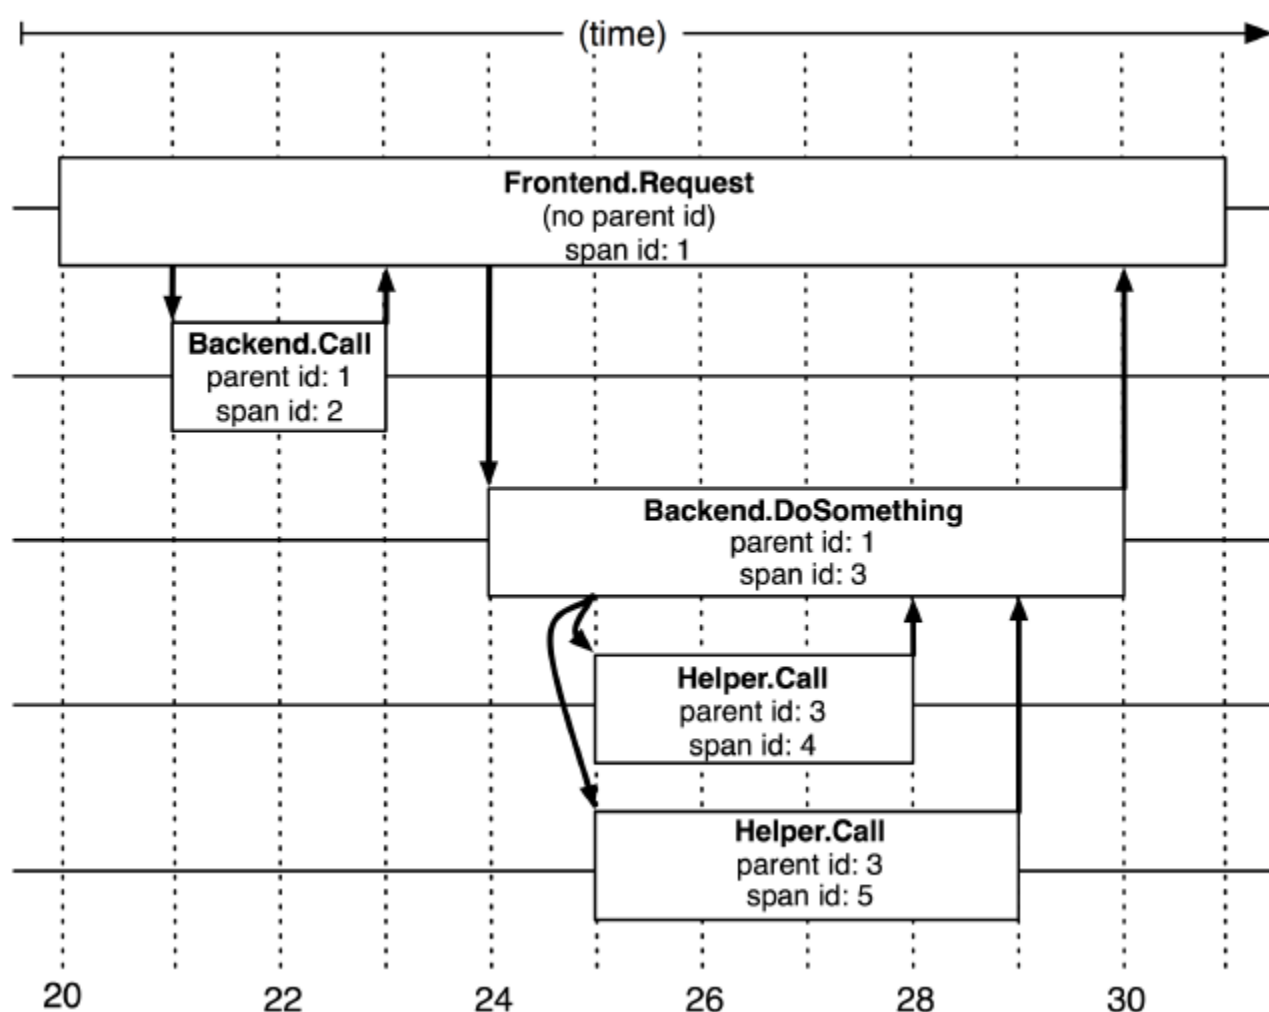 (time)
Frontend.Request
(no parent id)
span id: 1
Backend.Call
parent id: 1
span id: 2
Backend.DoSomething
parent id: 1
span id: 3
Helper.Call
parent id: 3
span id: 4
Helper.Call
parent id: 3
span id: 5
20 22 24 26 28 30